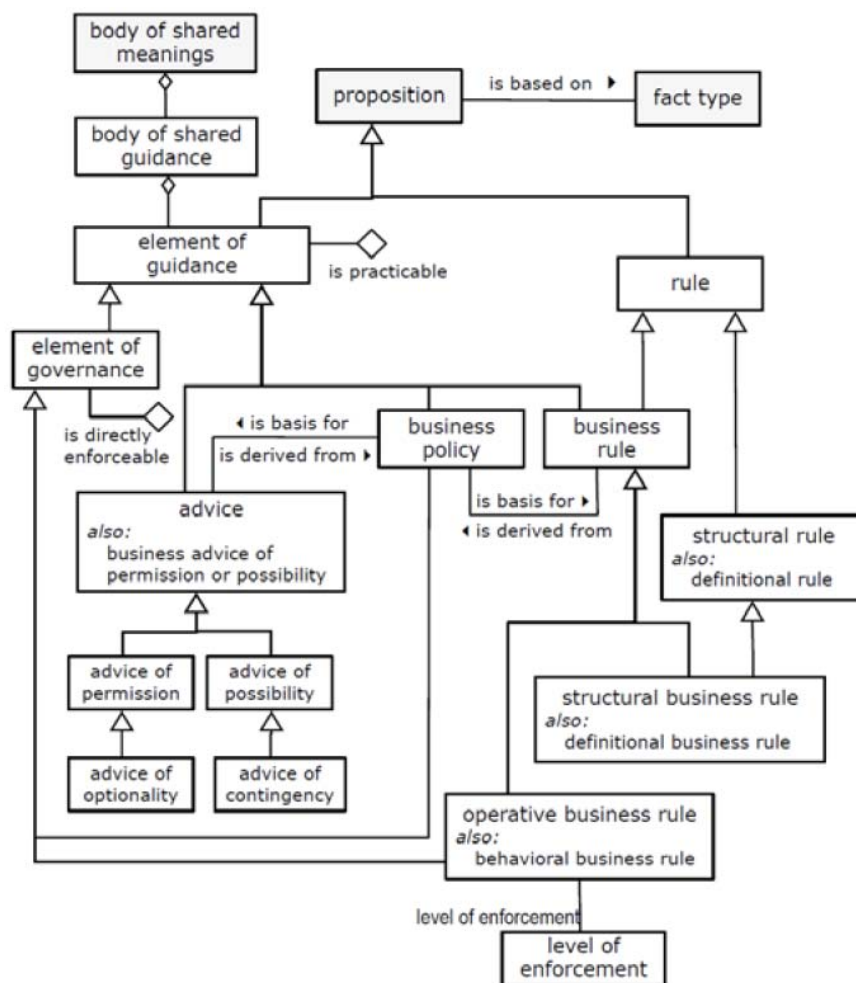 body of shared
meanings
proposition
is based on ▶
fact type
body of shared
guidance
element of
guidance
is practicable
rule
element of
governance
is directly
enforceable
◀ is basis for
is derived from ▶
business
policy
business
rule
is basis for ▶
◀ is derived from
advice
also:
business advice of
permission or possibility
structural rule
also:
definitional rule
advice of
permission
advice of
possibility
structural business rule
also:
definitional business rule
advice of
optionality
advice of
contingency
operative business rule
also:
behavioral business rule
level of enforcement
level of
enforcement